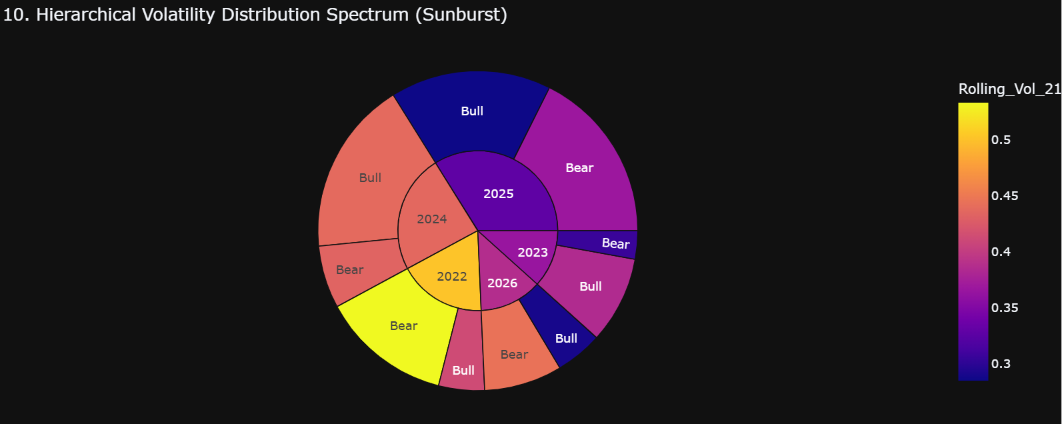 10. Hierarchical Volatility Distribution Spectrum (Sunburst)
Rolling_Vol_21
Bull
0.5
Bear
Bull
0.45
2025
2024
Bear
0.4
2023
Bear
2022
2026
Bull
0.35
Bear
Bull
Bear
Bull
0.3